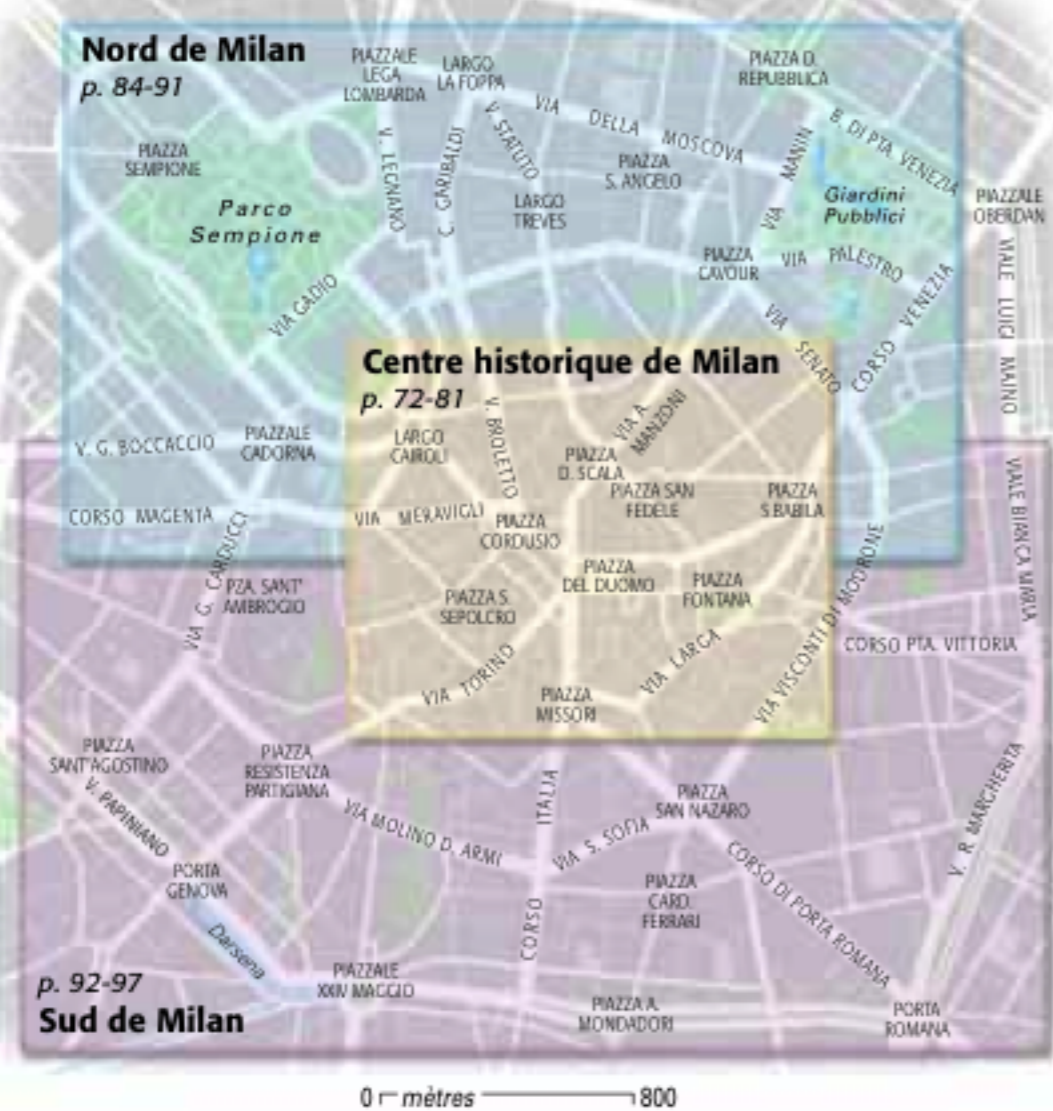 Nord de Milan
p. 84-91
PIAZZALE
LEGA
LOMBARDA
LARGO
LA FOPPA
PIAZZA D.
REPUBBLICA
VIA DELLA MOSCOVA
V. STATUTO
B. DI PTA. VENEZIA
PIAZZA
SEMPIONE
V. LEGNANO
C. GARIBALDI
PIAZZA
S. ANGELO
VIA MANIN
Parco
Sempione
LARGO
TREVES
Giardini
Pubblici
PIAZZALE
OBERDAN
PIAZZA
CAVOUR
VIA PALESTRO
VIA GADIO
VIA SENATO
CORSO VENEZIA
VIALE LUIGI MAINO
Centre historique de Milan
p. 72-81
V. BROLETTO
VIA A.
MANZONI
V. G. BOCCACCIO
PIAZZALE
CADORNA
LARGO
CAIROLI
PIAZZA
D. SCALA
PIAZZA SAN
FEDELE
PIAZZA
S BABILA
VIALE BIANCA MARIA
CORSO MAGENTA
VIA MERAVIGLI
PIAZZA
CORDUSIO
VIA G. CARDUCCI
PZA. SANT'
AMBROGIO
PIAZZA S.
SEPOLCRO
PIAZZA
DEL DUOMO
PIAZZA
FONTANA
VIA VISCONTI DI MODRONE
CORSO PTA. VITTORIA
VIA TORINO
VIA LARGA
PIAZZA
MISSORI
PIAZZA
SANT'AGOSTINO
PIAZZA
RESISTENZA
PARTIGIANA
V. PAPINIANO
VIA MOLINO D. ARMI
CORSO ITALIA
VIA S. SOFIA
PIAZZA
SAN NAZARO
V. R. MARGHERITA
PORTA
GENOVA
PIAZZA
CARD.
FERRARI
CORSO DI PORTA ROMANA
Darsena
p. 92-97
Sud de Milan
PIAZZALE
XXIV MAGGIO
PIAZZA A.
MONDADORI
PORTA
ROMANA
0 mètres 800